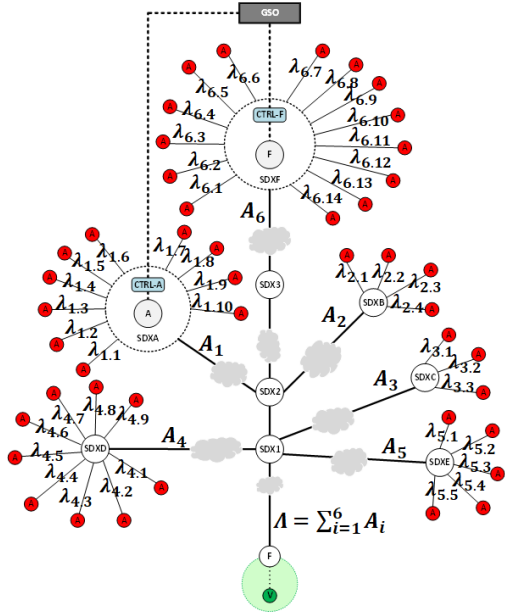 GSO
A
A
A
λ6.6
λ6.7
A
A
λ6.5
λ6.8
A
λ6.9
A
λ6.4
CTRL-F
λ6.10
A
A
λ6.3
F
λ6.11
A
A
λ6.2
SDXF
λ6.12
A
λ6.1
λ6.13
A
A
λ6.14
A
A6
A
A
λ1.6
λ1.7
A
A
λ1.5
λ1.8
A
A
λ1.4
CTRL-A
λ1.9
A
A
λ1.3
A
λ1.10
A
A
λ1.2
SDXA
A
λ1.1
SDX3
A
A
λ2.1
λ2.2
A
λ2.3
SDXB
λ2.4
A
A2
A1
A
λ3.1
A
λ3.2
SDXC
λ3.3
A
A3
SDX2
A
A
λ4.8
λ4.9
A
λ4.7
A
λ4.6
A
λ4.5
SDXD
λ4.4
λ4.1
A
A
λ4.3
λ4.2
A
A
A
A4
SDX1
A5
A
λ5.1
λ5.2
A
SDXE
λ5.3
A
λ5.4
λ5.5
A
A
Λ = ∑⁶ᵢ₌₁ Aᵢ
F
V